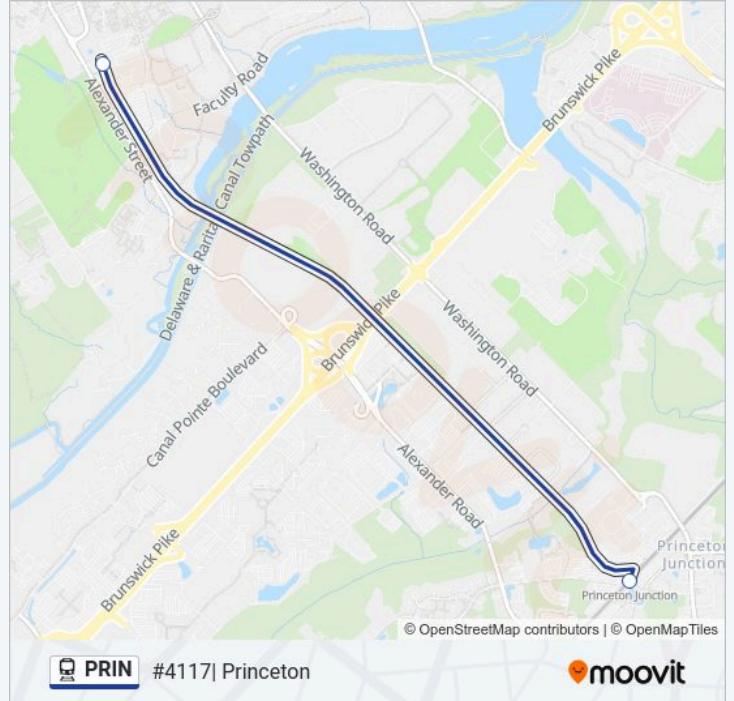 Faculty Road
Alexander Street
Brunswick Pike
Delaware & Raritan Canal Towpath
Washington Road
Brunswick Pike
Washington Road
Canal Pointe Boulevard
Alexander Road
Brunswick Pike
Princeton
Junction
Princeton Junction
© OpenStreetMap contributors | © OpenMapTiles
PRIN #4117| Princeton
moovit